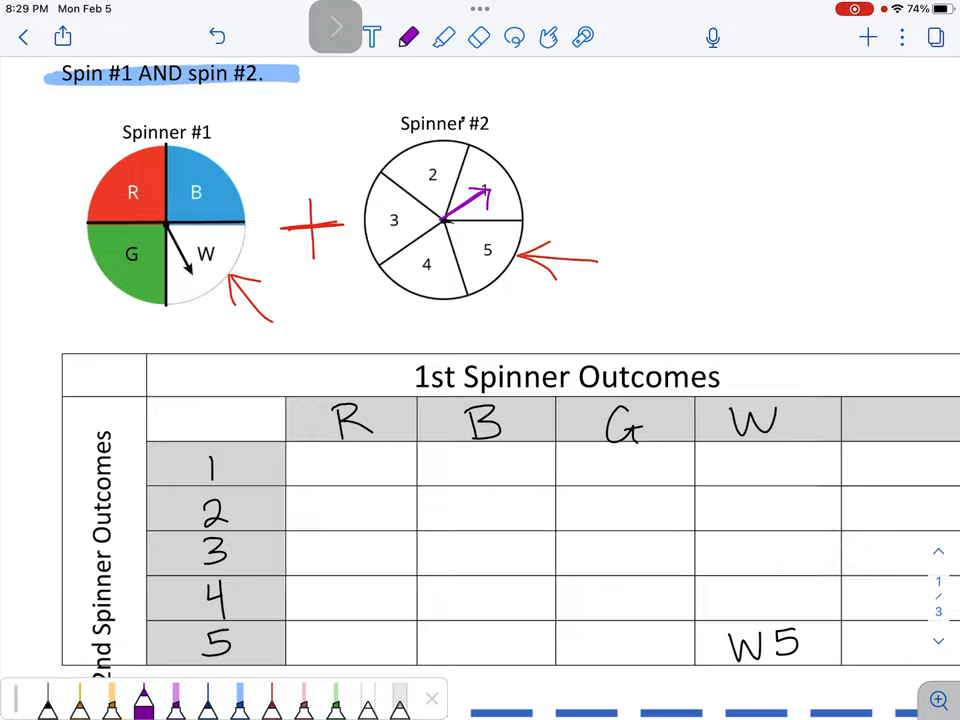 8:29 PM Mon Feb 5
74%
T
Spin #1 AND spin #2.
Spinner #1
Spinner #2
R B
G W
2 1
3
4 5
1st Spinner Outcomes
2nd Spinner Outcomes
R B G W
1
2
3
4
5 W5
1
/
3